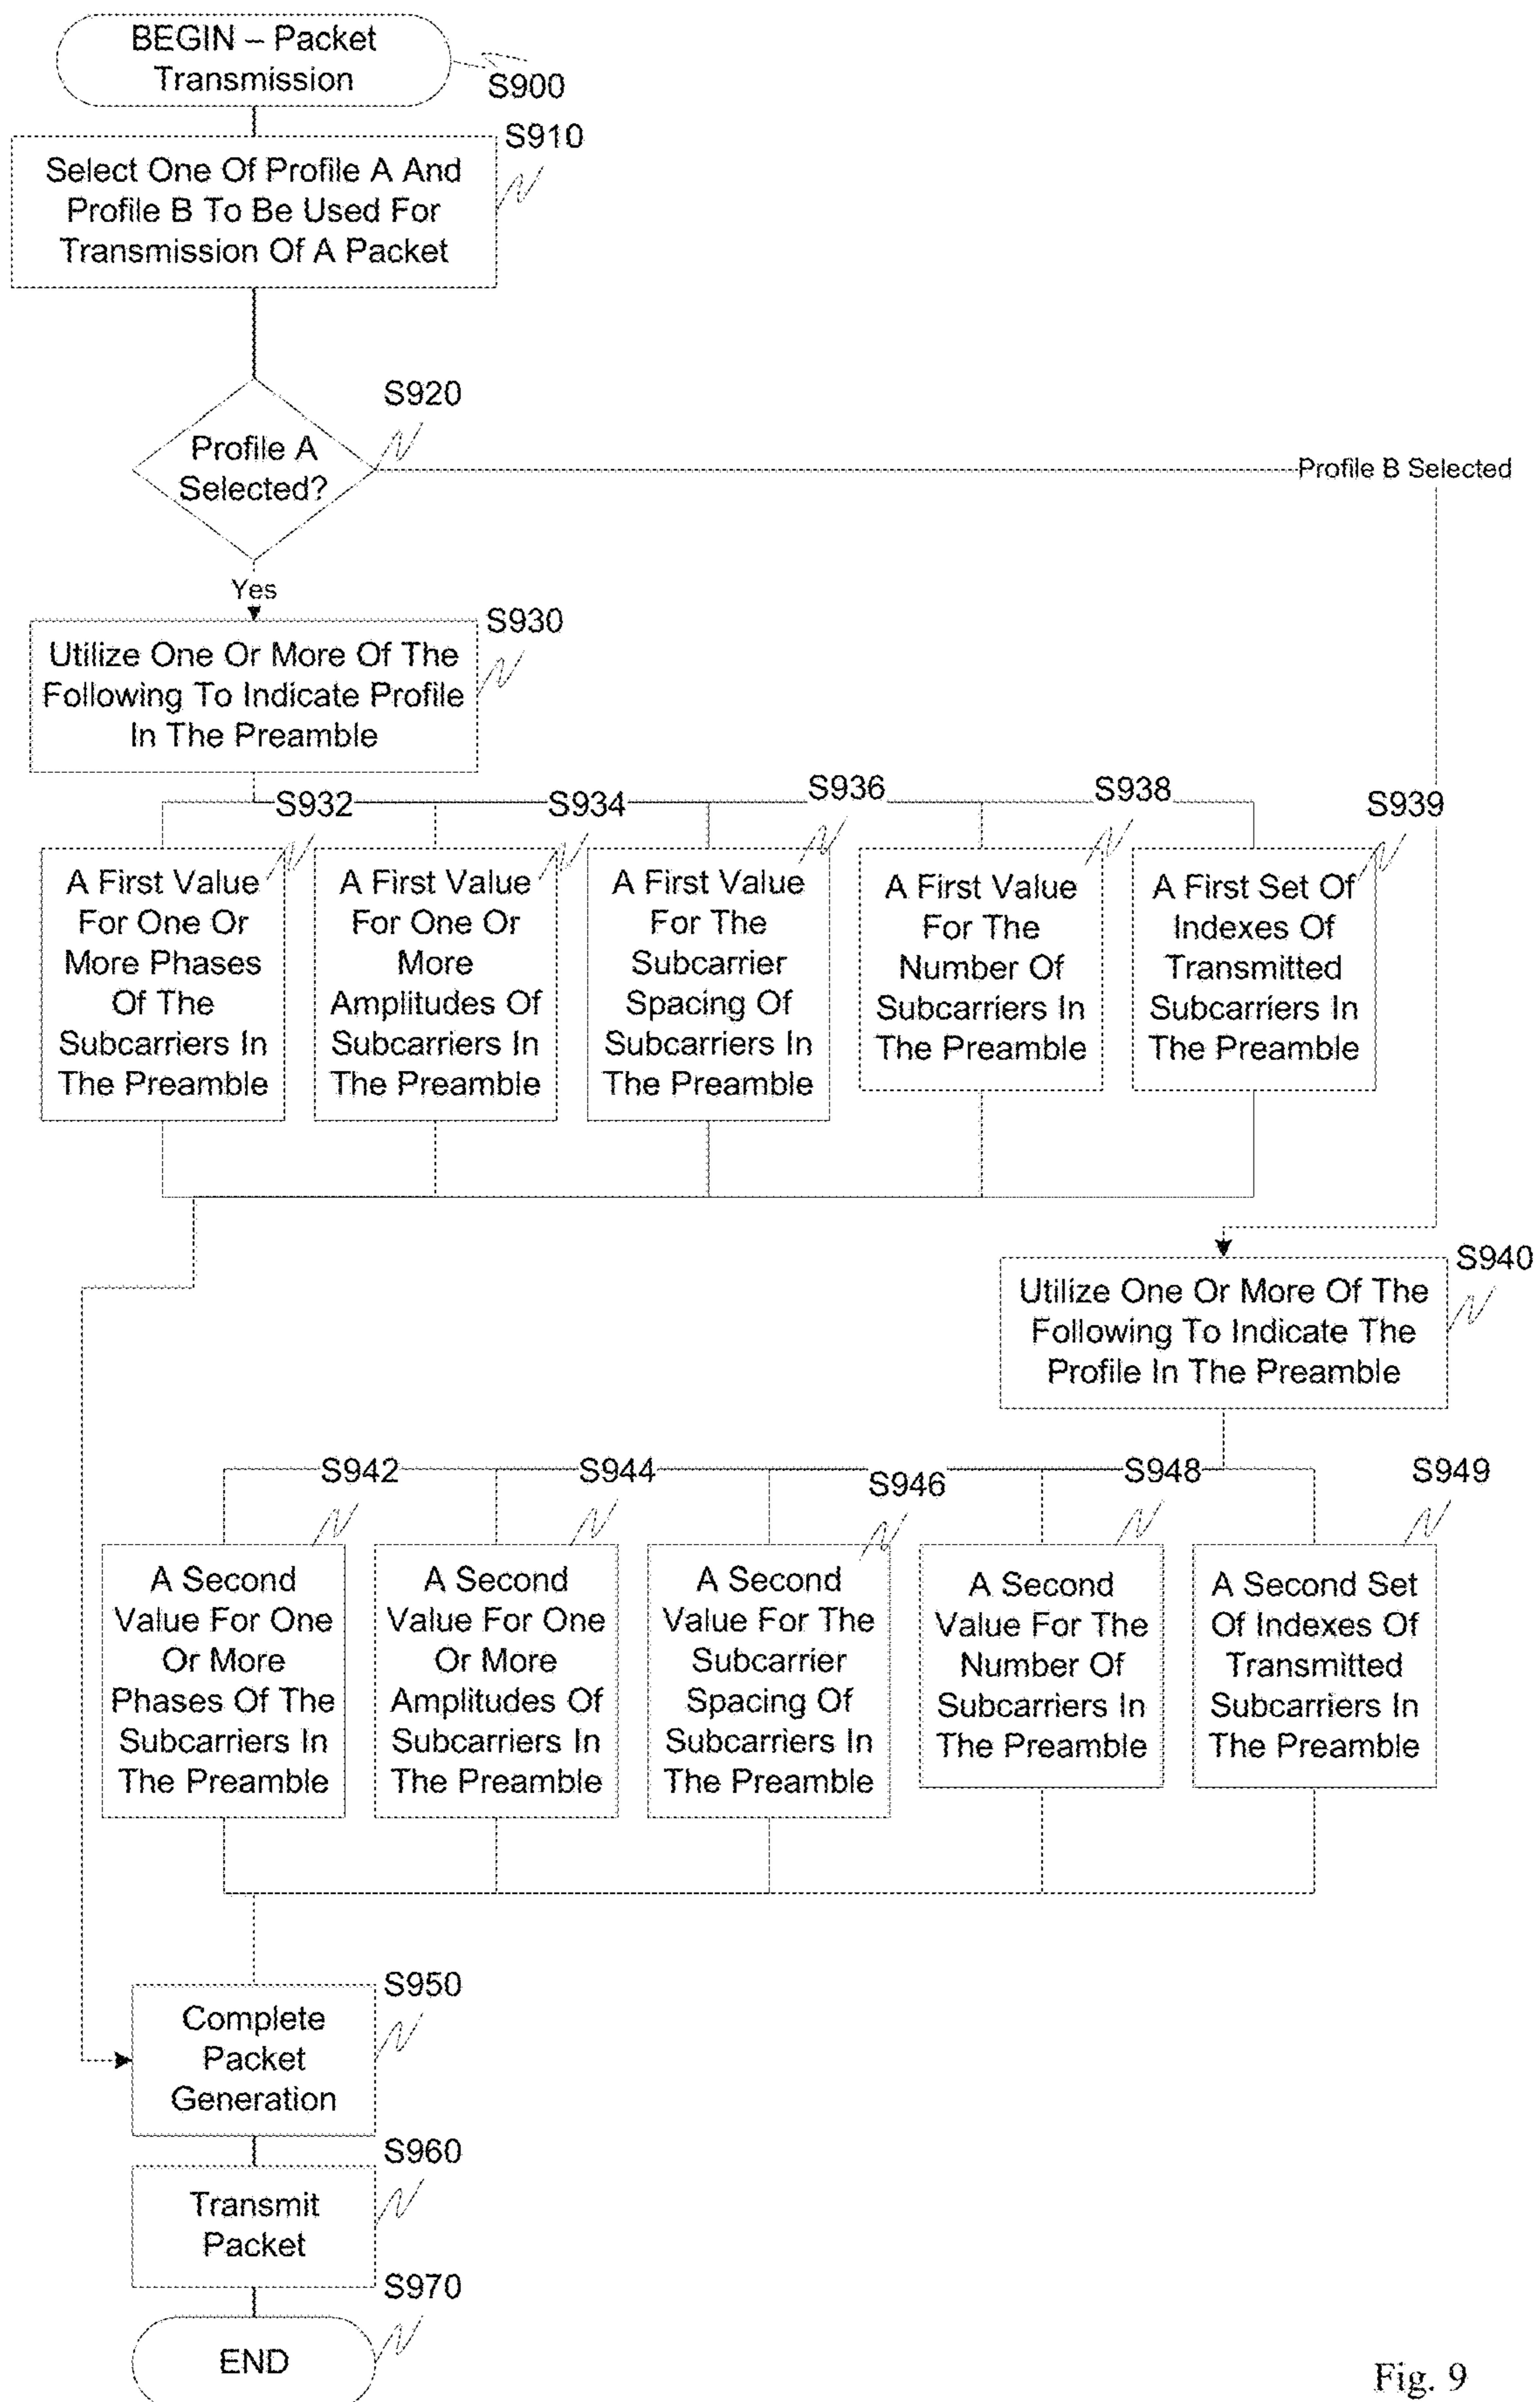 BEGIN – Packet
Transmission
S900
S910
Select One Of Profile A And
Profile B To Be Used For
Transmission Of A Packet
S920
Profile A
Selected?
Profile B Selected
Yes
S930
Utilize One Or More Of The
Following To Indicate Profile
In The Preamble
S932
S934
S936
S938
S939
A First Value
For One Or
More Phases
Of The
Subcarriers In
The Preamble
A First Value
For One Or
More
Amplitudes Of
Subcarriers In
The Preamble
A First Value
For The
Subcarrier
Spacing Of
Subcarriers In
The Preamble
A First Value
For The
Number Of
Subcarriers In
The Preamble
A First Set Of
Indexes Of
Transmitted
Subcarriers In
The Preamble
S940
Utilize One Or More Of The
Following To Indicate The
Profile In The Preamble
S942
S944
S946
S948
S949
A Second
Value For One
Or More
Phases Of The
Subcarriers In
The Preamble
A Second
Value For One
Or More
Amplitudes Of
Subcarriers In
The Preamble
A Second
Value For The
Subcarrier
Spacing Of
Subcarriers In
The Preamble
A Second
Value For The
Number Of
Subcarriers In
The Preamble
A Second Set
Of Indexes Of
Transmitted
Subcarriers In
The Preamble
S950
Complete
Packet
Generation
S960
Transmit
Packet
S970
END
Fig. 9